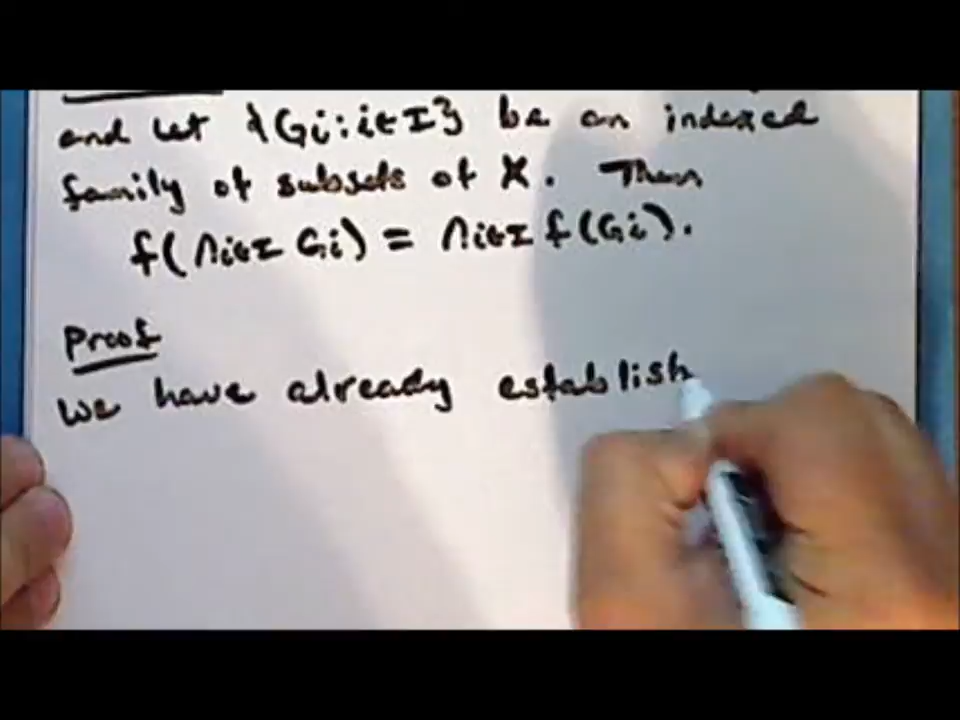 and let {Gi : i∈I} be an indexed
family of subsets of X. Then
f(∩i∈I Gi) = ∩i∈I f(Gi).
Proof
We have already establish